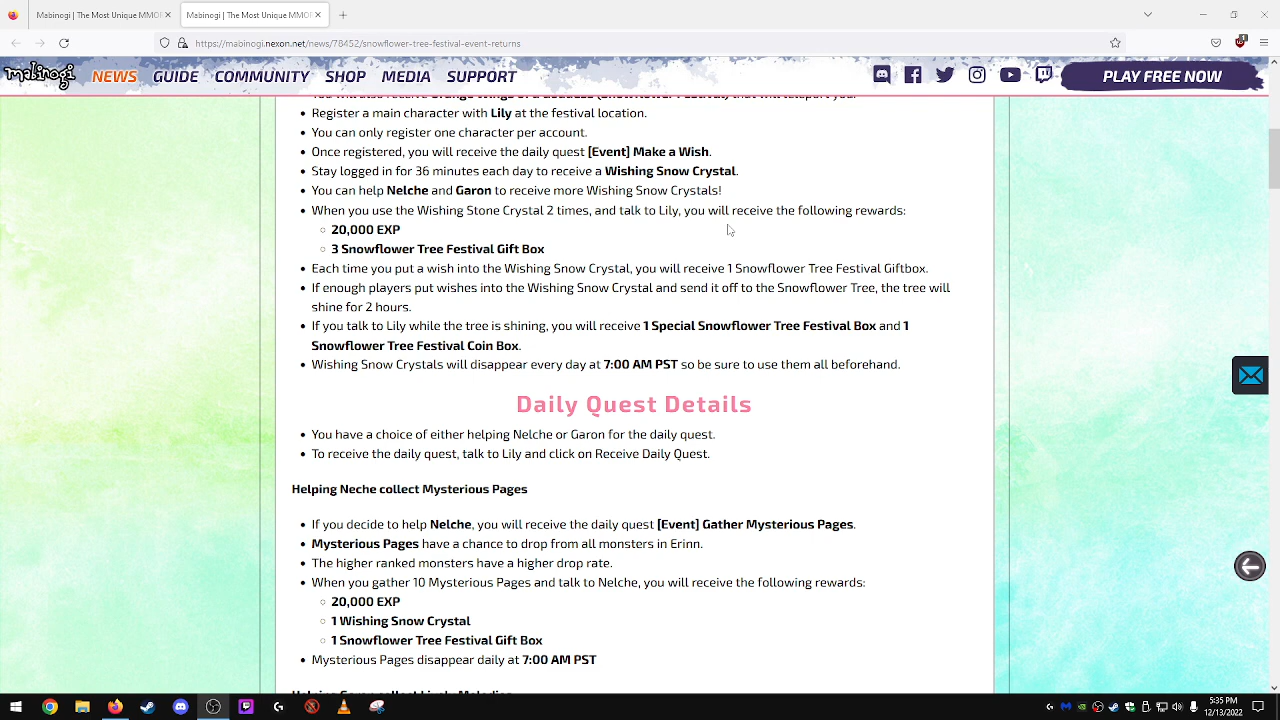 Mabinogi | The Most Unique MMOF
Mabinogi | The Most Unique MMOF
https://mabinogi.nexon.net/news/78452/snowflower-tree-festival-event-returns
mabinogi NEWS GUIDE COMMUNITY SHOP MEDIA SUPPORT PLAY FREE NOW
• Register a main character with Lily at the festival location.
• You can only register one character per account.
• Once registered, you will receive the daily quest [Event] Make a Wish.
• Stay logged in for 36 minutes each day to receive a Wishing Snow Crystal.
• You can help Nelche and Garon to receive more Wishing Snow Crystals!
• When you use the Wishing Stone Crystal 2 times, and talk to Lily, you will receive the following rewards:
○ 20,000 EXP
○ 3 Snowflower Tree Festival Gift Box
• Each time you put a wish into the Wishing Snow Crystal, you will receive 1 Snowflower Tree Festival Giftbox.
• If enough players put wishes into the Wishing Snow Crystal and send it off to the Snowflower Tree, the tree will
shine for 2 hours.
• If you talk to Lily while the tree is shining, you will receive 1 Special Snowflower Tree Festival Box and 1
Snowflower Tree Festival Coin Box.
• Wishing Snow Crystals will disappear every day at 7:00 AM PST so be sure to use them all beforehand.
Daily Quest Details
• You have a choice of either helping Nelche or Garon for the daily quest.
• To receive the daily quest, talk to Lily and click on Receive Daily Quest.
Helping Neche collect Mysterious Pages
• If you decide to help Nelche, you will receive the daily quest [Event] Gather Mysterious Pages.
• Mysterious Pages have a chance to drop from all monsters in Erinn.
• The higher ranked monsters have a higher drop rate.
• When you gather 10 Mysterious Pages and talk to Nelche, you will receive the following rewards:
○ 20,000 EXP
○ 1 Wishing Snow Crystal
○ 1 Snowflower Tree Festival Gift Box
• Mysterious Pages disappear daily at 7:00 AM PST
5:35 PM
12/13/2022